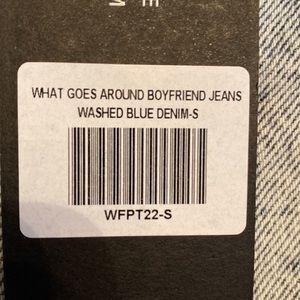 E
WHAT GOES AROUND BOYFRIEND JEANS
WASHED BLUE DENIM-S
WFPT22-S